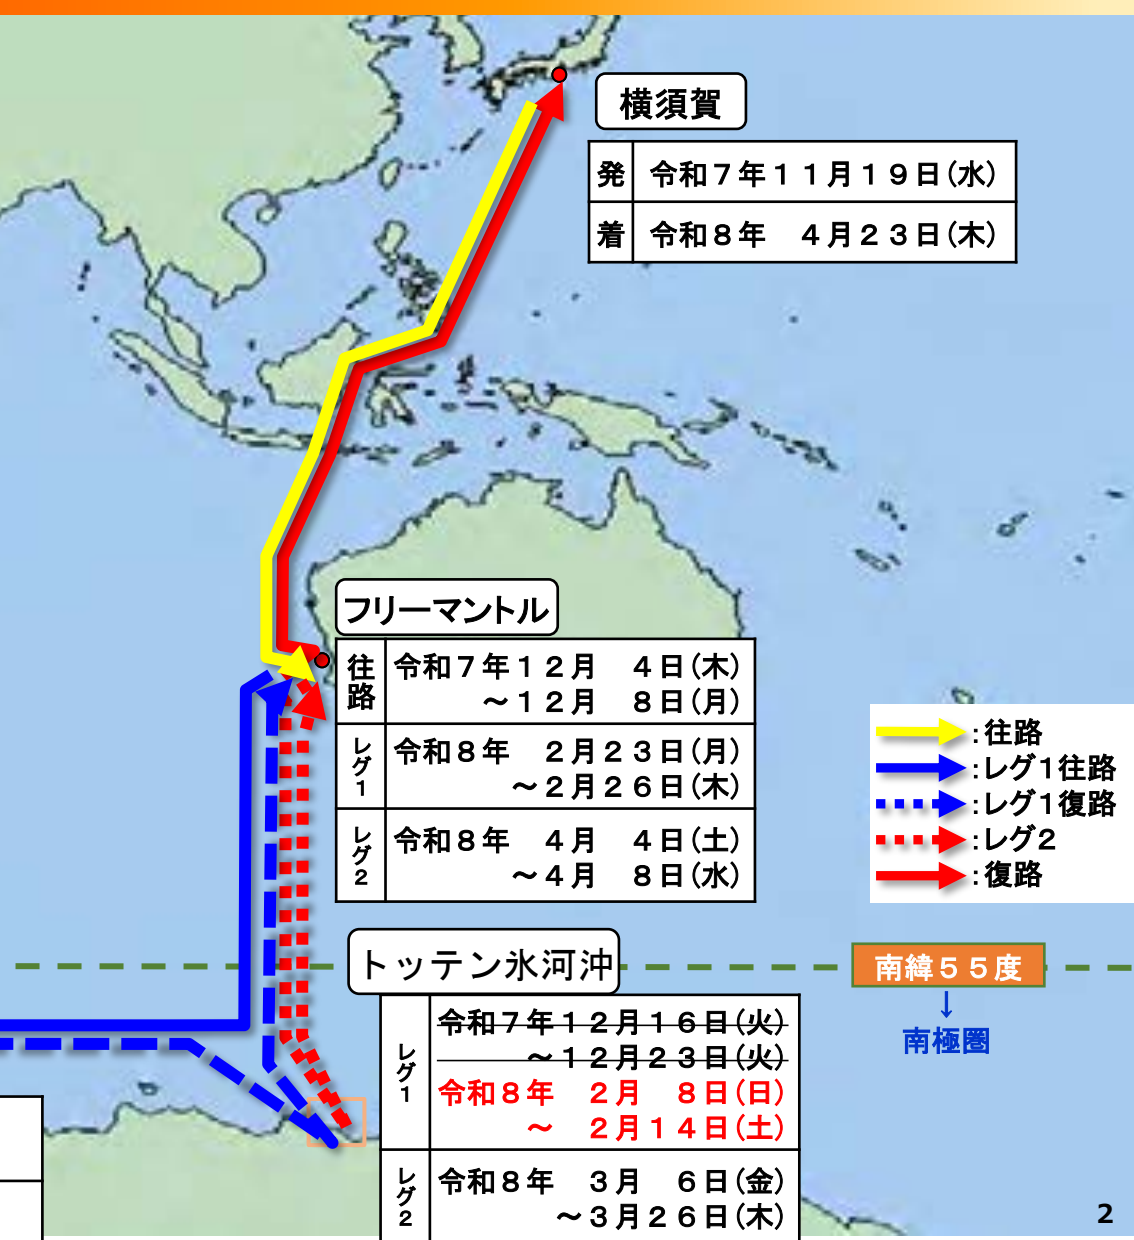 横須賀
発 令和７年１１月１９日(水)
着 令和８年　４月２３日(木)
フリーマントル
往路 令和７年１２月　４日(木)
～１２月　８日(月)
レグ1 令和８年　２月２３日(月)
～２月２６日(木)
レグ2 令和８年　４月　４日(土)
～４月　８日(水)
:往路
:レグ1往路
:レグ1復路
:レグ2
:復路
トッテン氷河沖
南緯５５度
↓
南極圏
レグ1 令和７年１２月１６日(火)
～１２月２３日(火)
令和８年　２月　８日(日)
～　２月１４日(土)
レグ2 令和８年　３月　６日(金)
～３月２６日(木)
2